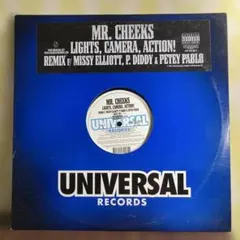 MR. CHEEKS
LIGHTS, CAMERA, ACTION!
REMIX F/ MISSY ELLIOTT, P. DIDDY & PETEY PABLO
MR. CHEEKS
LIGHTS, CAMERA, ACTION!
UNIVERSAL
RECORDS
UNIVERSAL
RECORDS